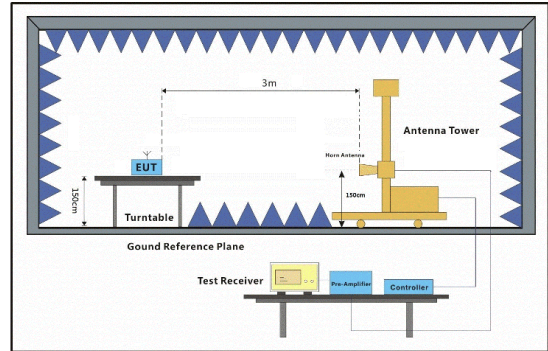 3m
Antenna Tower
Horn Antenna
EUT
150cm
150cm
Turntable
Gound Reference Plane
Test Receiver
Pre-Amplifier
Controller